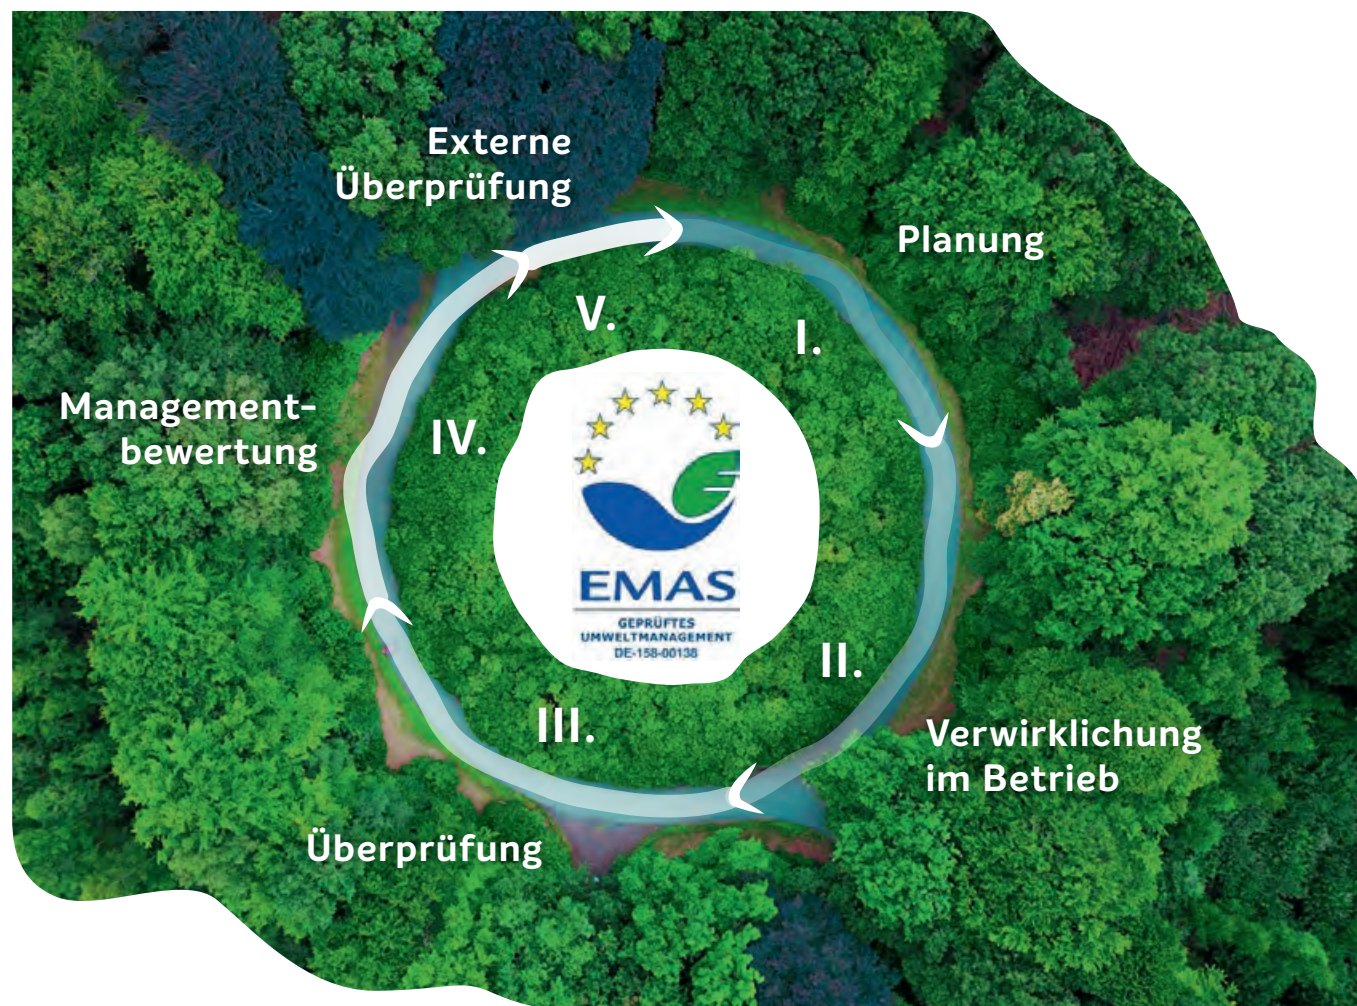 Externe
Überprüfung
Planung
V.
I.
Management-
bewertung
IV.
EMAS
GEPRÜFTES
UMWELTMANAGEMENT
DE-158-00138
II.
III.
Verwirklichung
im Betrieb
Überprüfung